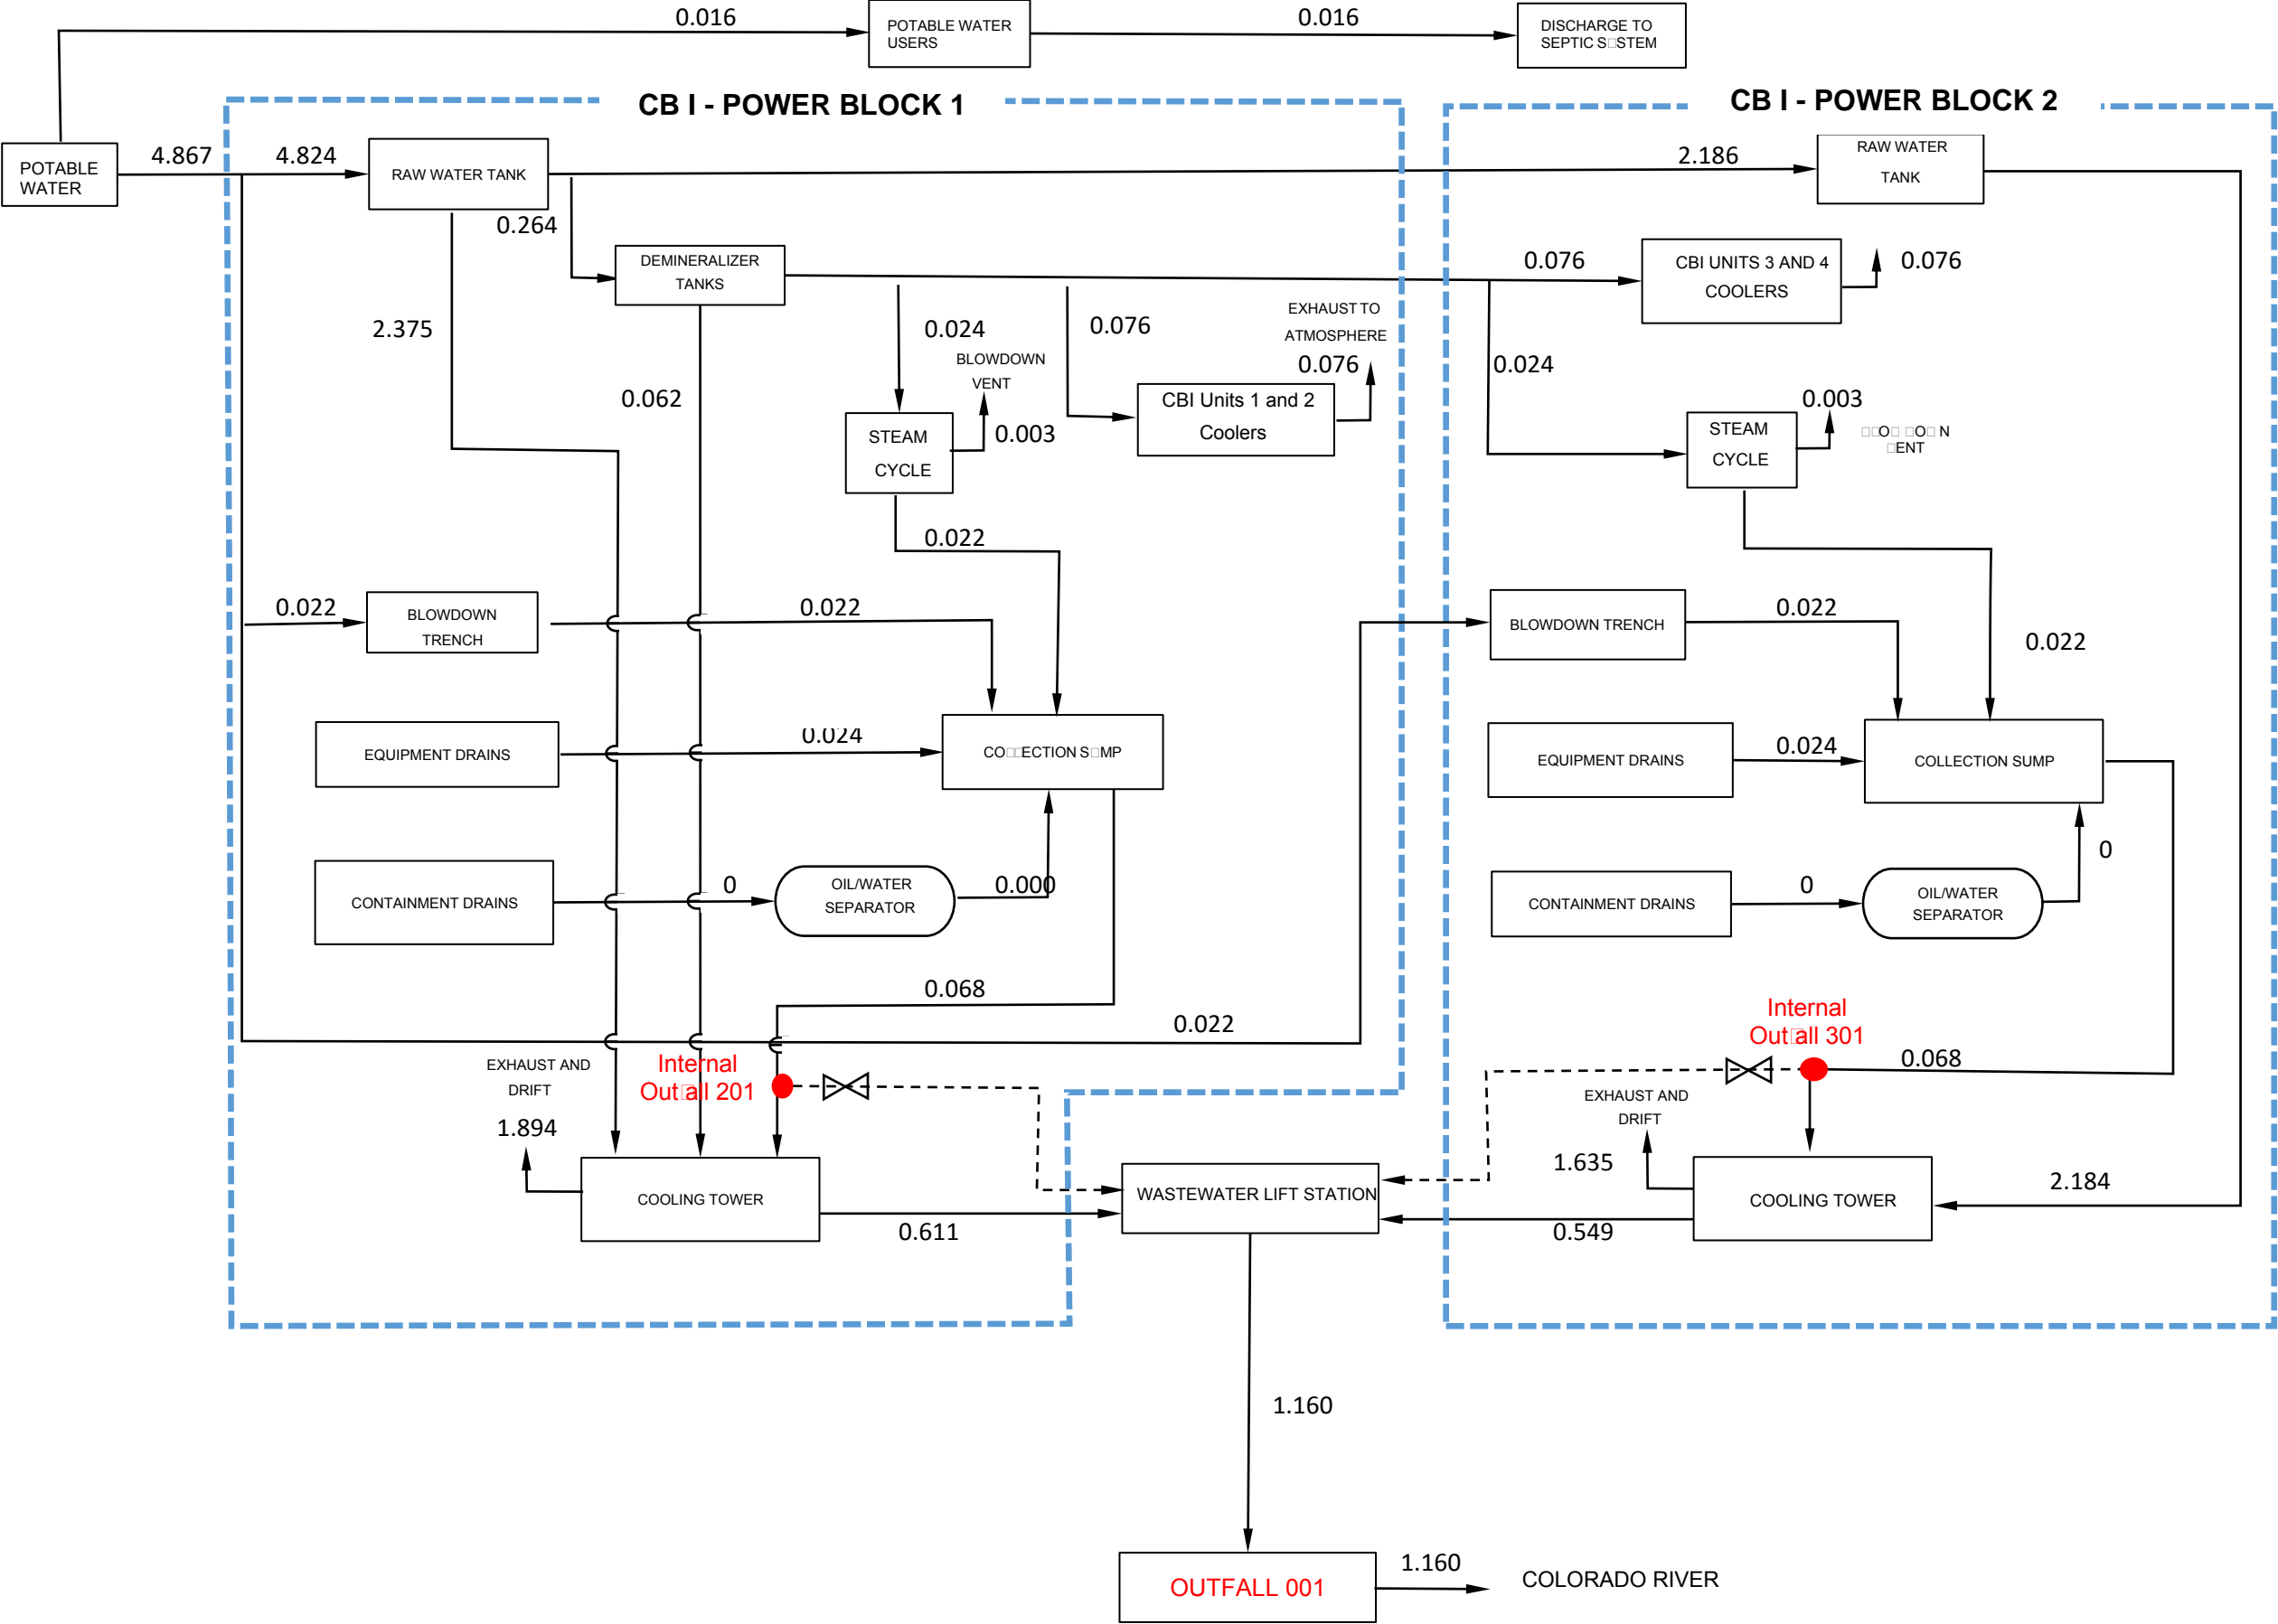 0.016
0.016
POTABLE WATER
USERS
DISCHARGE TO
CB I - POWER BLOCK 1
CB I - POWER BLOCK 2
POTABLE
WATER
4.867
4.824
RAW WATER TANK
2.186
RAW WATER
TANK
0.264
DEMINERALIZER
TANKS
0.076
CBI UNITS 3 AND 4
COOLERS
0.076
2.375
0.062
0.024
BLOWDOWN
VENT
0.003
0.076
EXHAUST TO
ATMOSPHERE
0.076
CBI Units 1 and 2
Coolers
STEAM
CYCLE
0.022
0.024
0.003
STEAM
CYCLE
0.022
0.022
BLOWDOWN
TRENCH
0.022
BLOWDOWN TRENCH
0.022
EQUIPMENT DRAINS
0.024
EQUIPMENT DRAINS
0.024
COLLECTION SUMP
CONTAINMENT DRAINS
0
OIL/WATER
SEPARATOR
0.000
CONTAINMENT DRAINS
0
OIL/WATER
SEPARATOR
0
0.068
0.022
Internal
201
Internal
301
0.068
EXHAUST AND
DRIFT
1.894
COOLING TOWER
0.611
WASTEWATER LIFT STATION
EXHAUST AND
DRIFT
1.635
COOLING TOWER
2.184
0.549
1.160
OUTFALL 001
1.160
COLORADO RIVER